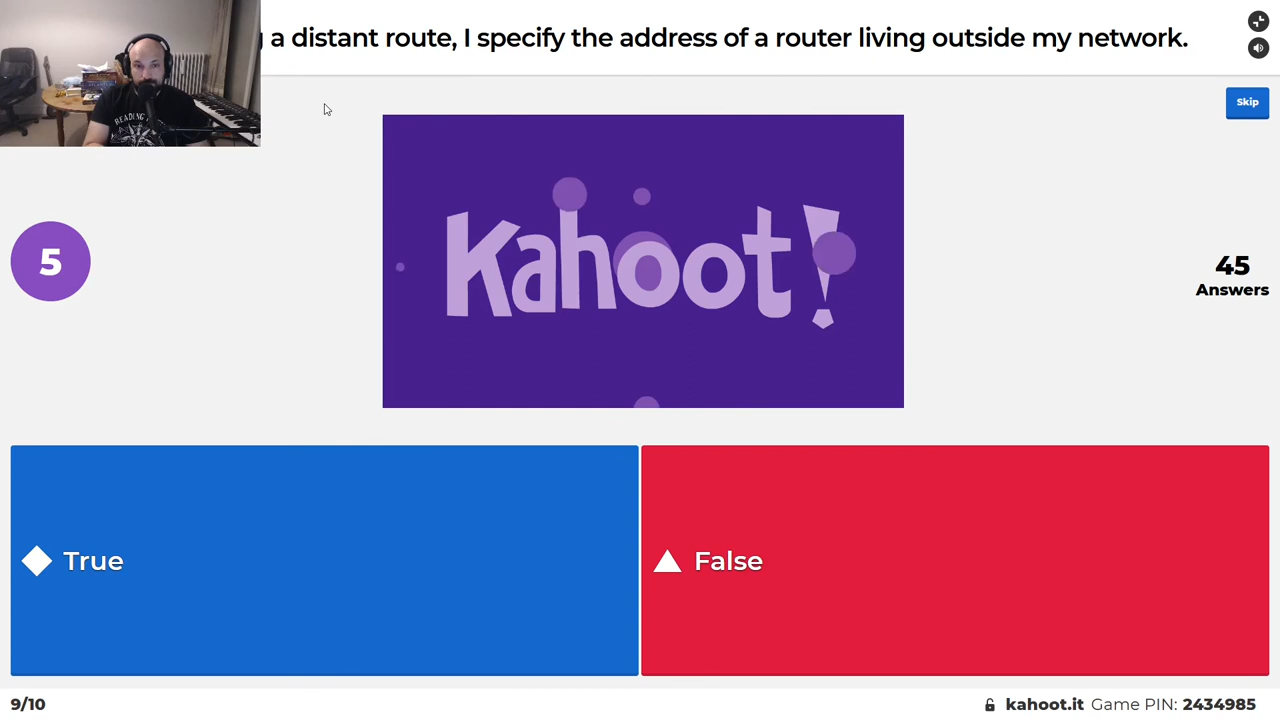 a distant route, I specify the address of a router living outside my network.
Skip
READING
Kahoot!
5
45
Answers
True
False
9/10
kahoot.it Game PIN: 2434985